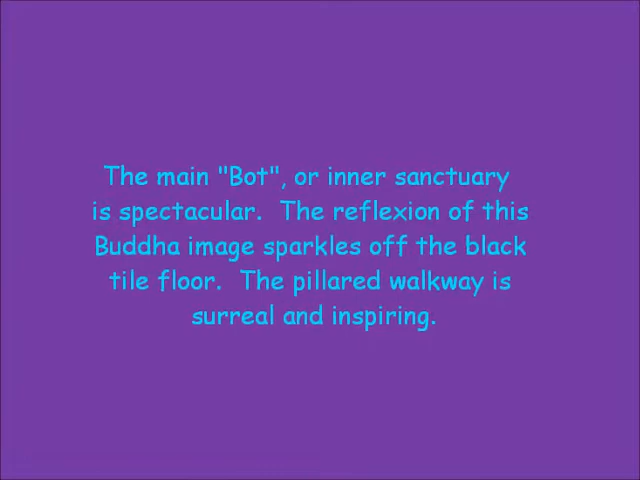 The main "Bot", or inner sanctuary
is spectacular.  The reflexion of this
Buddha image sparkles off the black
tile floor.  The pillared walkway is
surreal and inspiring.